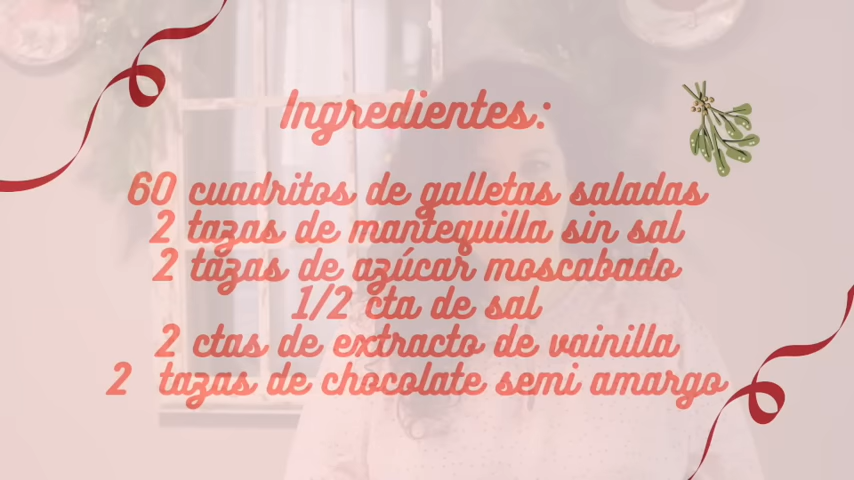 Ingredientes:
60 cuadritos de galletas saladas
2 tazas de mantequilla sin sal
2 tazas de azúcar moscabado
1/2 cta de sal
2 ctas de extracto de vainilla
2 tazas de chocolate semi amargo